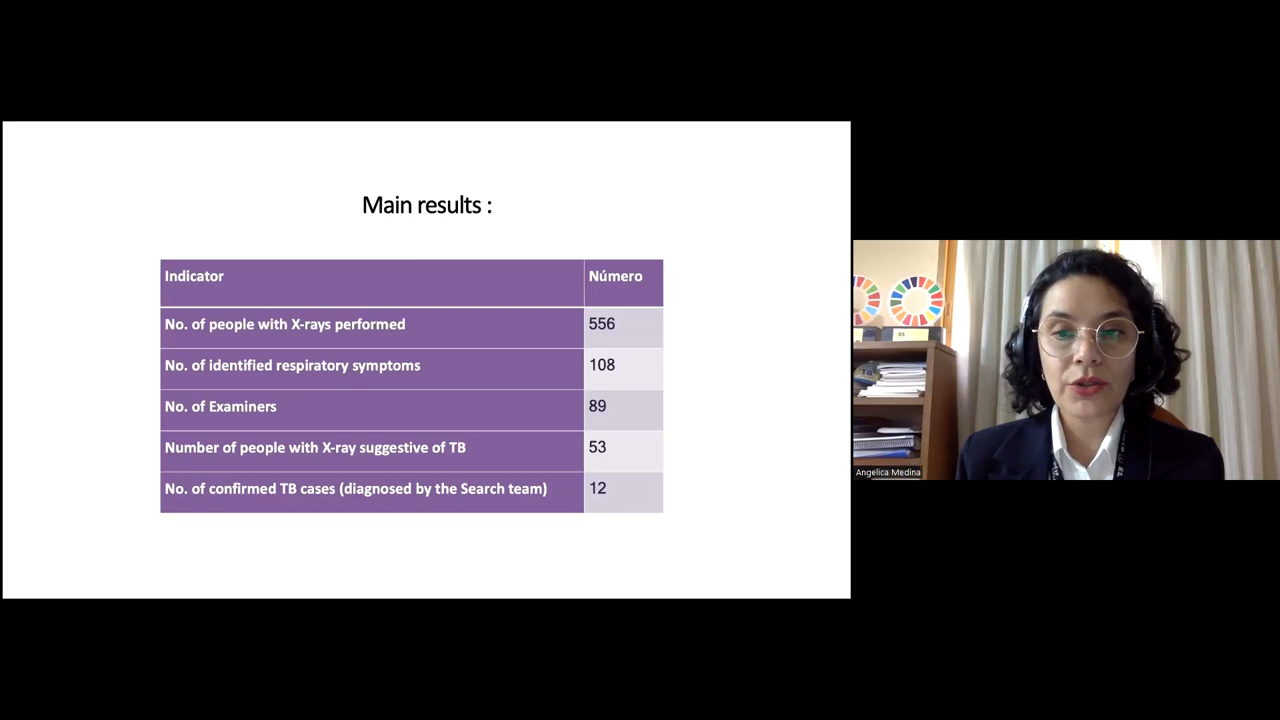 Main results :
Indicator Número
No. of people with X-rays performed 556
No. of identified respiratory symptoms 108
No. of Examiners 89
Number of people with X-ray suggestive of TB 53
No. of confirmed TB cases (diagnosed by the Search team) 12
Angelica Medina